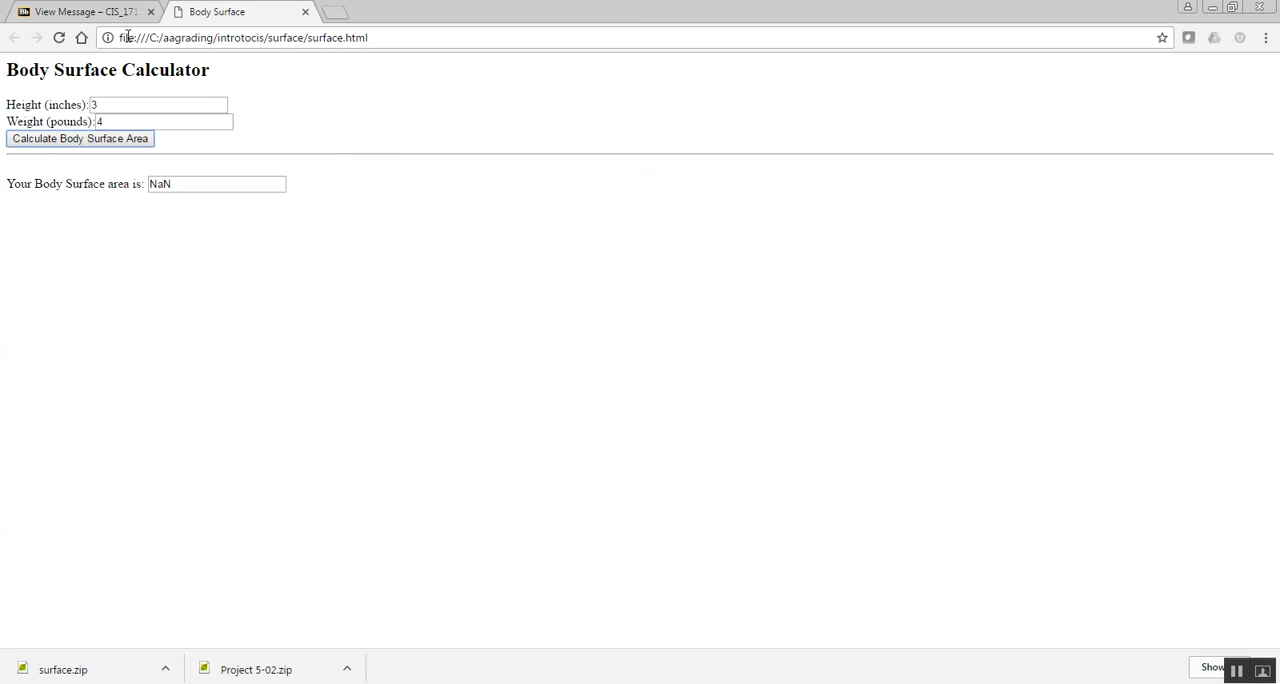 Bb View Message – CIS_171
Body Surface
file:///C:/aagrading/introtocis/surface/surface.html
Body Surface Calculator
Height (inches): 3
Weight (pounds): 4
Calculate Body Surface Area
Your Body Surface area is: NaN
surface.zip
Project 5-02.zip
Show